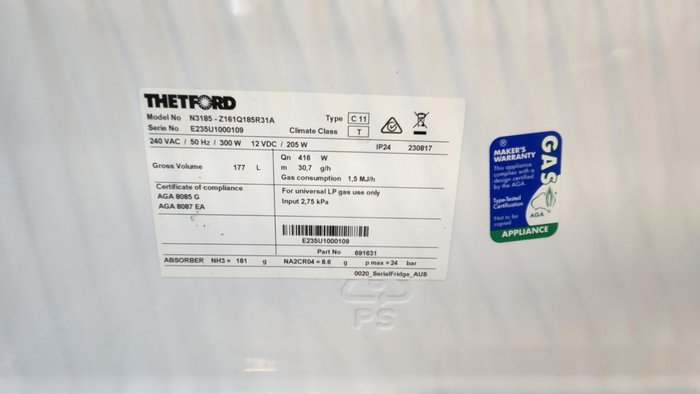 THETFORD
Model No N3185 - Z161Q185R31A Type C 11
Serie No E235U1000109 Climate Class T
240 VAC / 50 Hz / 300 W 12 VDC / 205 W IP24 230817
Gross Volume 177 L
Qn 416 W
m 30,7 g/h
Gas consumption 1,5 MJ/h
Certificate of compliance
AGA 8085 G
AGA 8087 EA
For universal LP gas use only
Input 2,75 kPa
E235U1000109
Part No 691631
ABSORBER NH3 = 181 g NA2CR04 = 6.6 g p max = 24 bar
0020_SerialFridge_AUS
PS
MAKER'S
WARRANTY
This appliance
complies with a
design certified
by the AGA.
Type-Tested
Certification
Not to be
copied
GAS
AGA
APPLIANCE